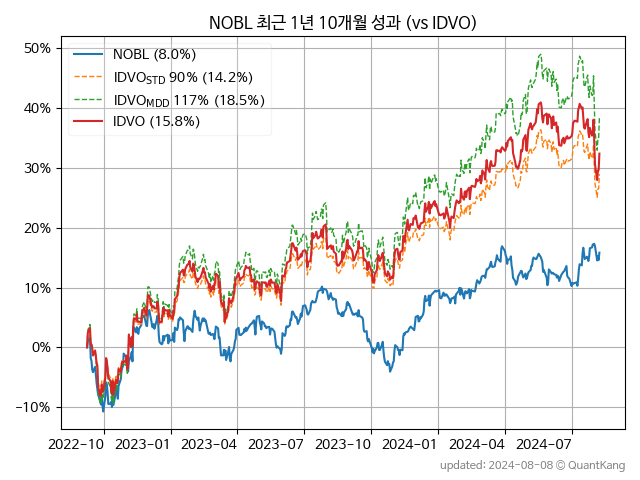 NOBL 최근 1년 10개월 성과 (vs IDVO)
50%
40%
30%
20%
10%
0%
−10%
NOBL (8.0%)
IDVO_STD 90% (14.2%)
IDVO_MDD 117% (18.5%)
IDVO (15.8%)
2022-10 2023-01 2023-04 2023-07 2023-10 2024-01 2024-04 2024-07
updated: 2024-08-08 @ QuantKang